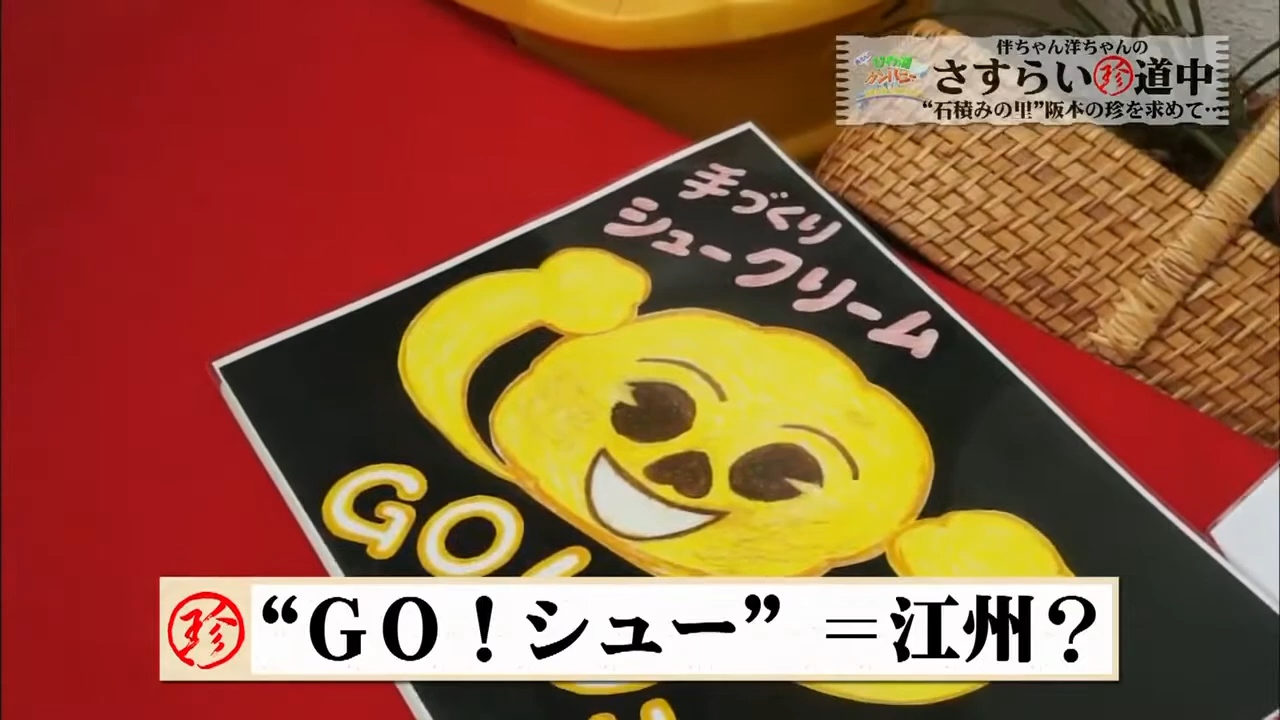 伴ちゃん洋ちゃんの
さすらい珍道中
“石積みの里”阪本の珍を求めて…
手づくり
シュークリーム
GO!
珍 “ＧＯ！シュー”＝江州？